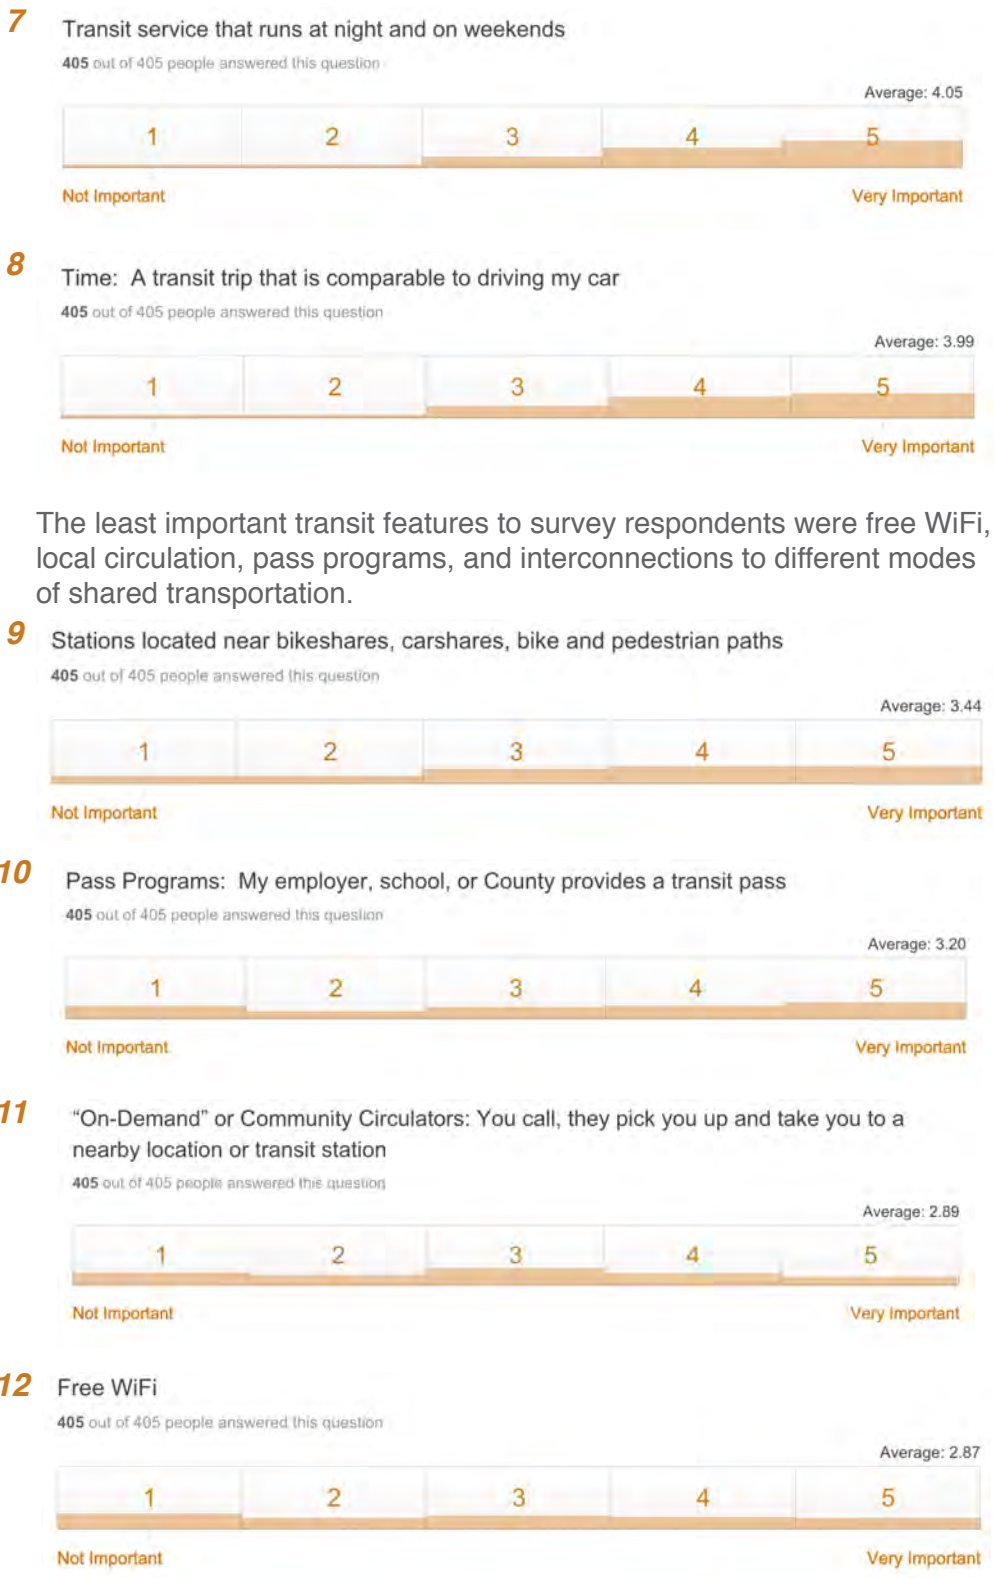 7
Transit service that runs at night and on weekends
405 out of 405 people answered this question
Average: 4.05
1 2 3 4 5
Not Important Very Important
8
Time: A transit trip that is comparable to driving my car
405 out of 405 people answered this question
Average: 3.99
1 2 3 4 5
Not Important Very Important
The least important transit features to survey respondents were free WiFi,
local circulation, pass programs, and interconnections to different modes
of shared transportation.
9
Stations located near bikeshares, carshares, bike and pedestrian paths
405 out of 405 people answered this question
Average: 3.44
1 2 3 4 5
Not Important Very Important
10
Pass Programs: My employer, school, or County provides a transit pass
405 out of 405 people answered this question
Average: 3.20
1 2 3 4 5
Not Important Very Important
11
“On-Demand” or Community Circulators: You call, they pick you up and take you to a
nearby location or transit station
405 out of 405 people answered this question
Average: 2.89
1 2 3 4 5
Not Important Very Important
12
Free WiFi
405 out of 405 people answered this question
Average: 2.87
1 2 3 4 5
Not Important Very Important